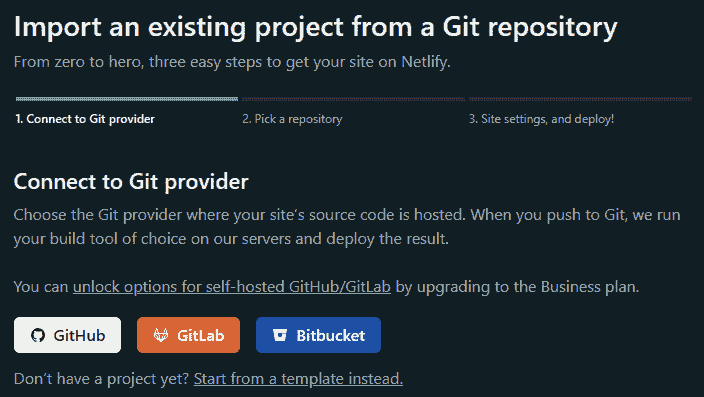 Import an existing project from a Git repository
From zero to hero, three easy steps to get your site on Netlify.
1. Connect to Git provider
2. Pick a repository
3. Site settings, and deploy!
Connect to Git provider
Choose the Git provider where your site's source code is hosted. When you push to Git, we run
your build tool of choice on our servers and deploy the result.
You can unlock options for self-hosted GitHub/GitLab by upgrading to the Business plan.
GitHub
GitLab
Bitbucket
Don't have a project yet? Start from a template instead.